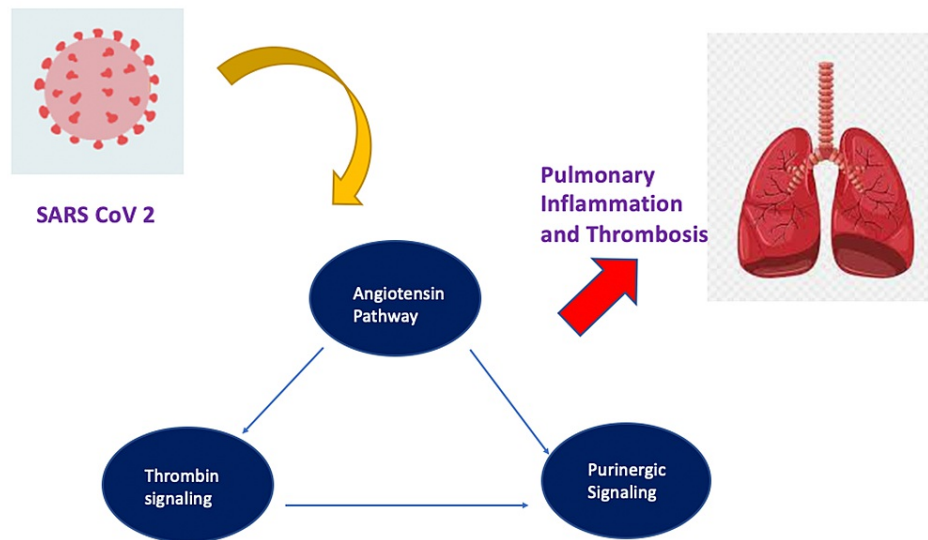 SARS CoV 2
Pulmonary
Inflammation
and Thrombosis
Angiotensin
Pathway
Thrombin
signaling
Purinergic
Signaling